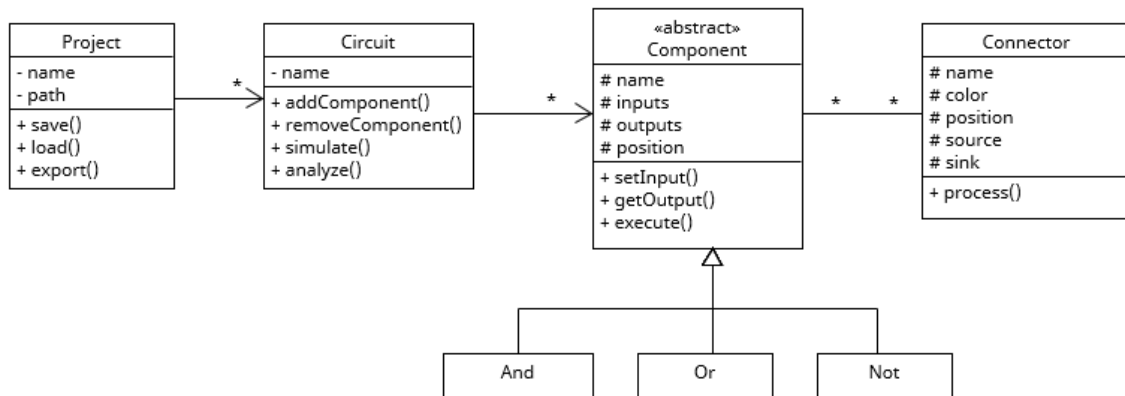 Project
- name
- path
+ save()
+ load()
+ export()
*
Circuit
- name
+ addComponent()
+ removeComponent()
+ simulate()
+ analyze()
*
«abstract»
Component
# name
# inputs
# outputs
# position
+ setInput()
+ getOutput()
+ execute()
* *
Connector
# name
# color
# position
# source
# sink
+ process()
And
Or
Not